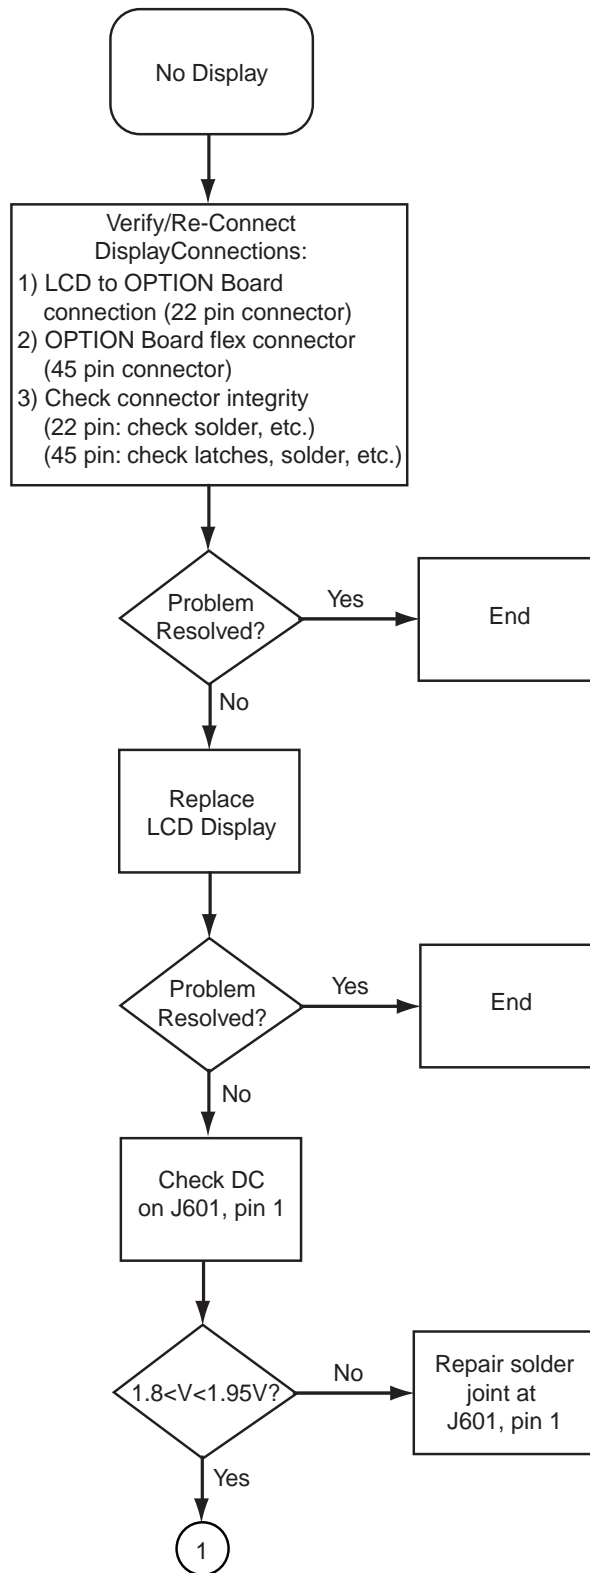 No Display
Verify/Re-Connect
DisplayConnections:
1) LCD to OPTION Board
connection (22 pin connector)
2) OPTION Board flex connector
(45 pin connector)
3) Check connector integrity
(22 pin: check solder, etc.)
(45 pin: check latches, solder, etc.)
Problem
Resolved?
Yes
End
No
Replace
LCD Display
Problem
Resolved?
Yes
End
No
Check DC
on J601, pin 1
1.8<V<1.95V?
No
Repair solder
joint at
J601, pin 1
Yes
1